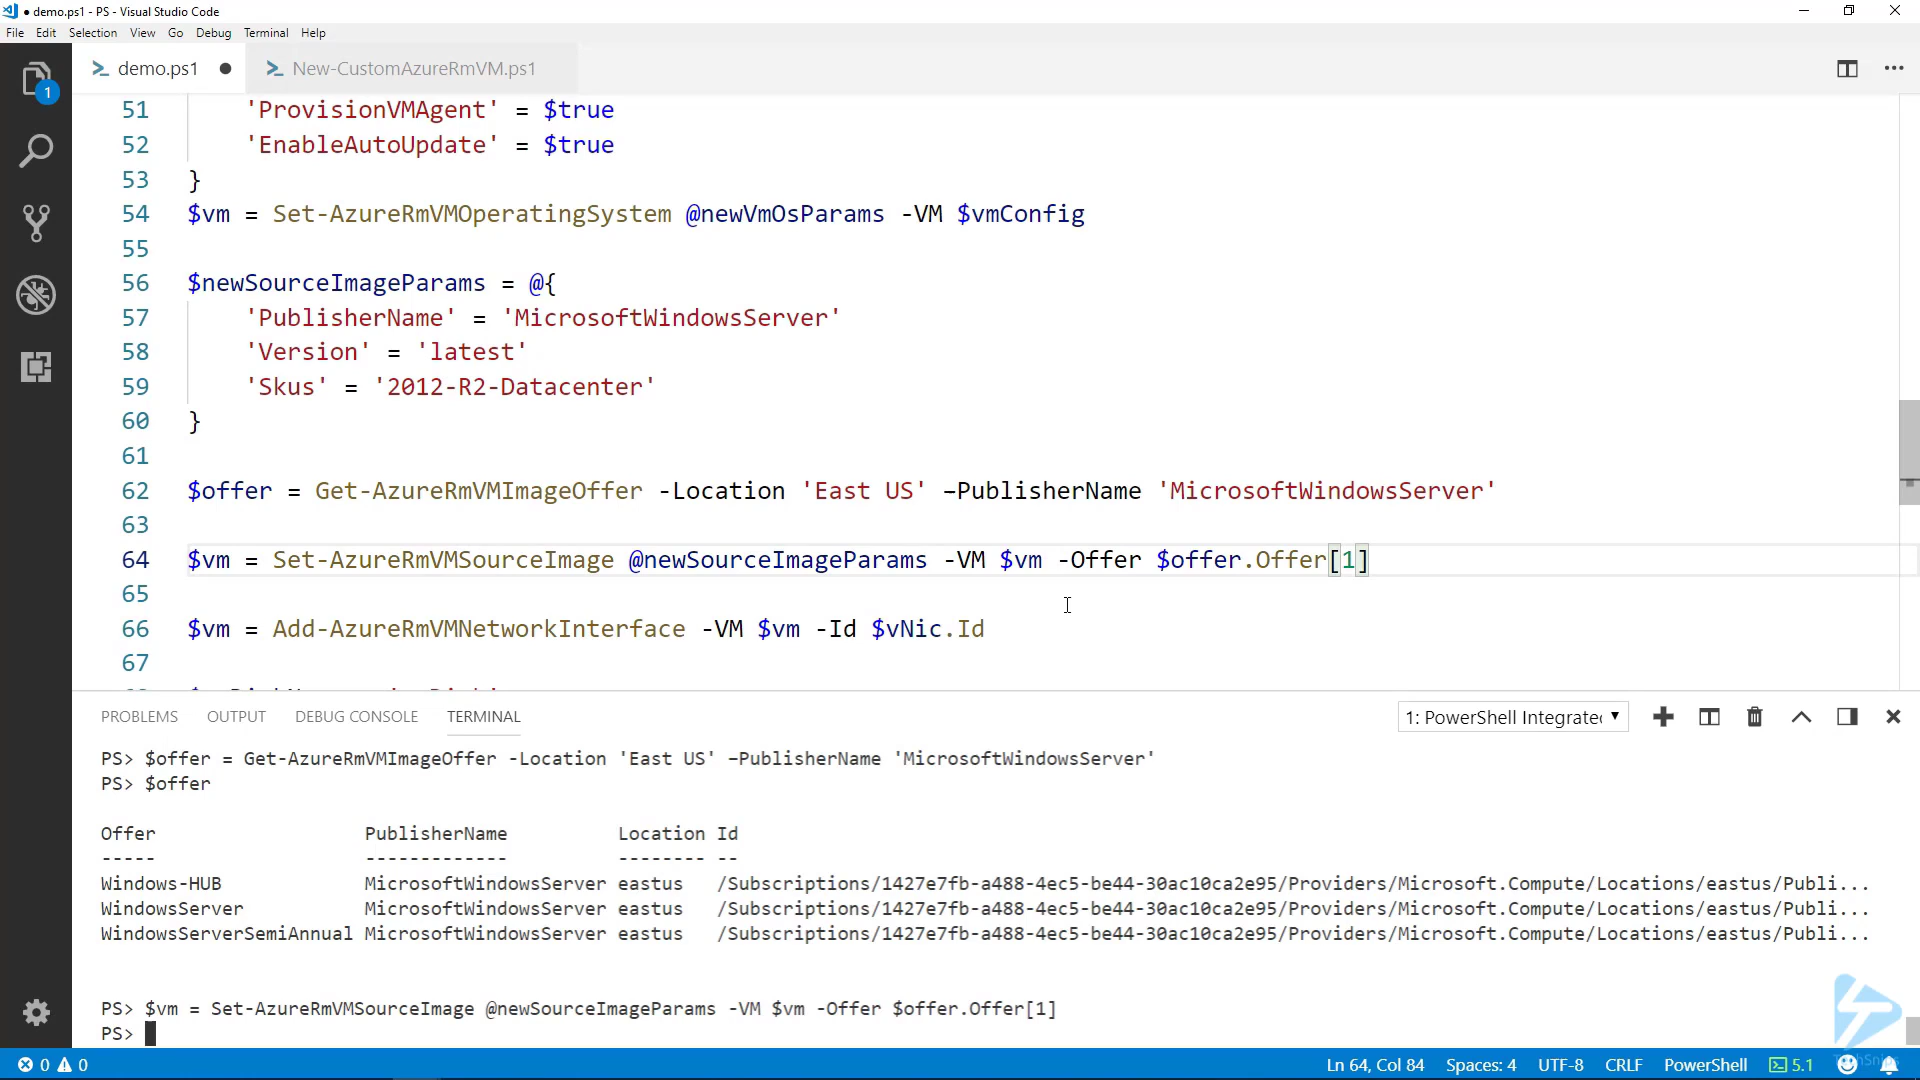 demo.ps1 - PS - Visual Studio Code
File Edit Selection View Go Debug Terminal Help
demo.ps1 New-CustomAzureRmVM.ps1
1
51 'ProvisionVMAgent' = $true
52 'EnableAutoUpdate' = $true
53 }
54 $vm = Set-AzureRmVMOperatingSystem @newVmOsParams -VM $vmConfig
55
56 $newSourceImageParams = @{
57 'PublisherName' = 'MicrosoftWindowsServer'
58 'Version' = 'latest'
59 'Skus' = '2012-R2-Datacenter'
60 }
61
62 $offer = Get-AzureRmVMImageOffer -Location 'East US' –PublisherName 'MicrosoftWindowsServer'
63
64 $vm = Set-AzureRmVMSourceImage @newSourceImageParams -VM $vm -Offer $offer.Offer[1]
65
66 $vm = Add-AzureRmVMNetworkInterface -VM $vm -Id $vNic.Id
67
PROBLEMS OUTPUT DEBUG CONSOLE TERMINAL 1: PowerShell Integrated
PS> $offer = Get-AzureRmVMImageOffer -Location 'East US' –PublisherName 'MicrosoftWindowsServer'
PS> $offer
Offer PublisherName Location Id
----- ------------- -------- --
Windows-HUB MicrosoftWindowsServer eastus /Subscriptions/1427e7fb-a488-4ec5-be44-30ac10ca2e95/Providers/Microsoft.Compute/Locations/eastus/Publi...
WindowsServer MicrosoftWindowsServer eastus /Subscriptions/1427e7fb-a488-4ec5-be44-30ac10ca2e95/Providers/Microsoft.Compute/Locations/eastus/Publi...
WindowsServerSemiAnnual MicrosoftWindowsServer eastus /Subscriptions/1427e7fb-a488-4ec5-be44-30ac10ca2e95/Providers/Microsoft.Compute/Locations/eastus/Publi...
PS> $vm = Set-AzureRmVMSourceImage @newSourceImageParams -VM $vm -Offer $offer.Offer[1]
PS>
0 0 Ln 64, Col 84 Spaces: 4 UTF-8 CRLF PowerShell 5.1